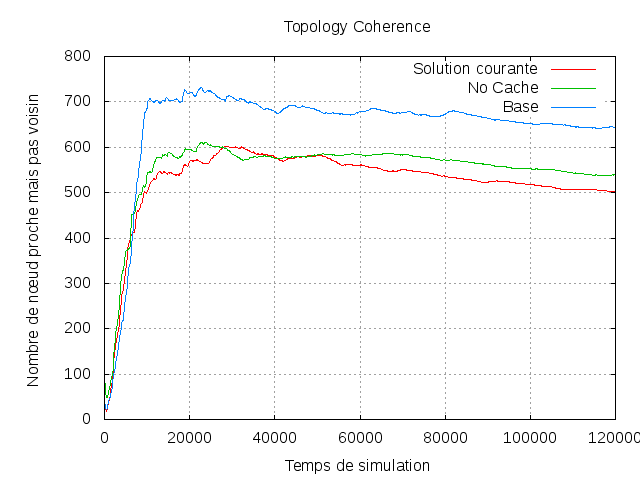 Topology Coherence
Nombre de nœud proche mais pas voisin
800
700
600
500
400
300
200
100
0
Solution courante
No Cache
Base
0 20000 40000 60000 80000 100000 120000
Temps de simulation